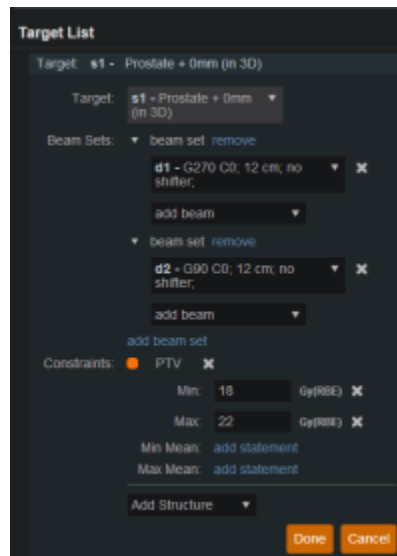 Target List
Target: s1 - Prostate + 0mm (in 3D)
Target: s1 - Prostate + 0mm
(in 3D)
Beam Sets: beam set remove
d1 - G270 C0; 12 cm; no
shifter;
add beam
beam set remove
d2 - G90 C0; 12 cm; no
shifter;
add beam
add beam set
Constraints: PTV
Min: 18 Gy(RBE)
Max: 22 Gy(RBE)
Min Mean: add statement
Max Mean: add statement
Add Structure
Done Cancel